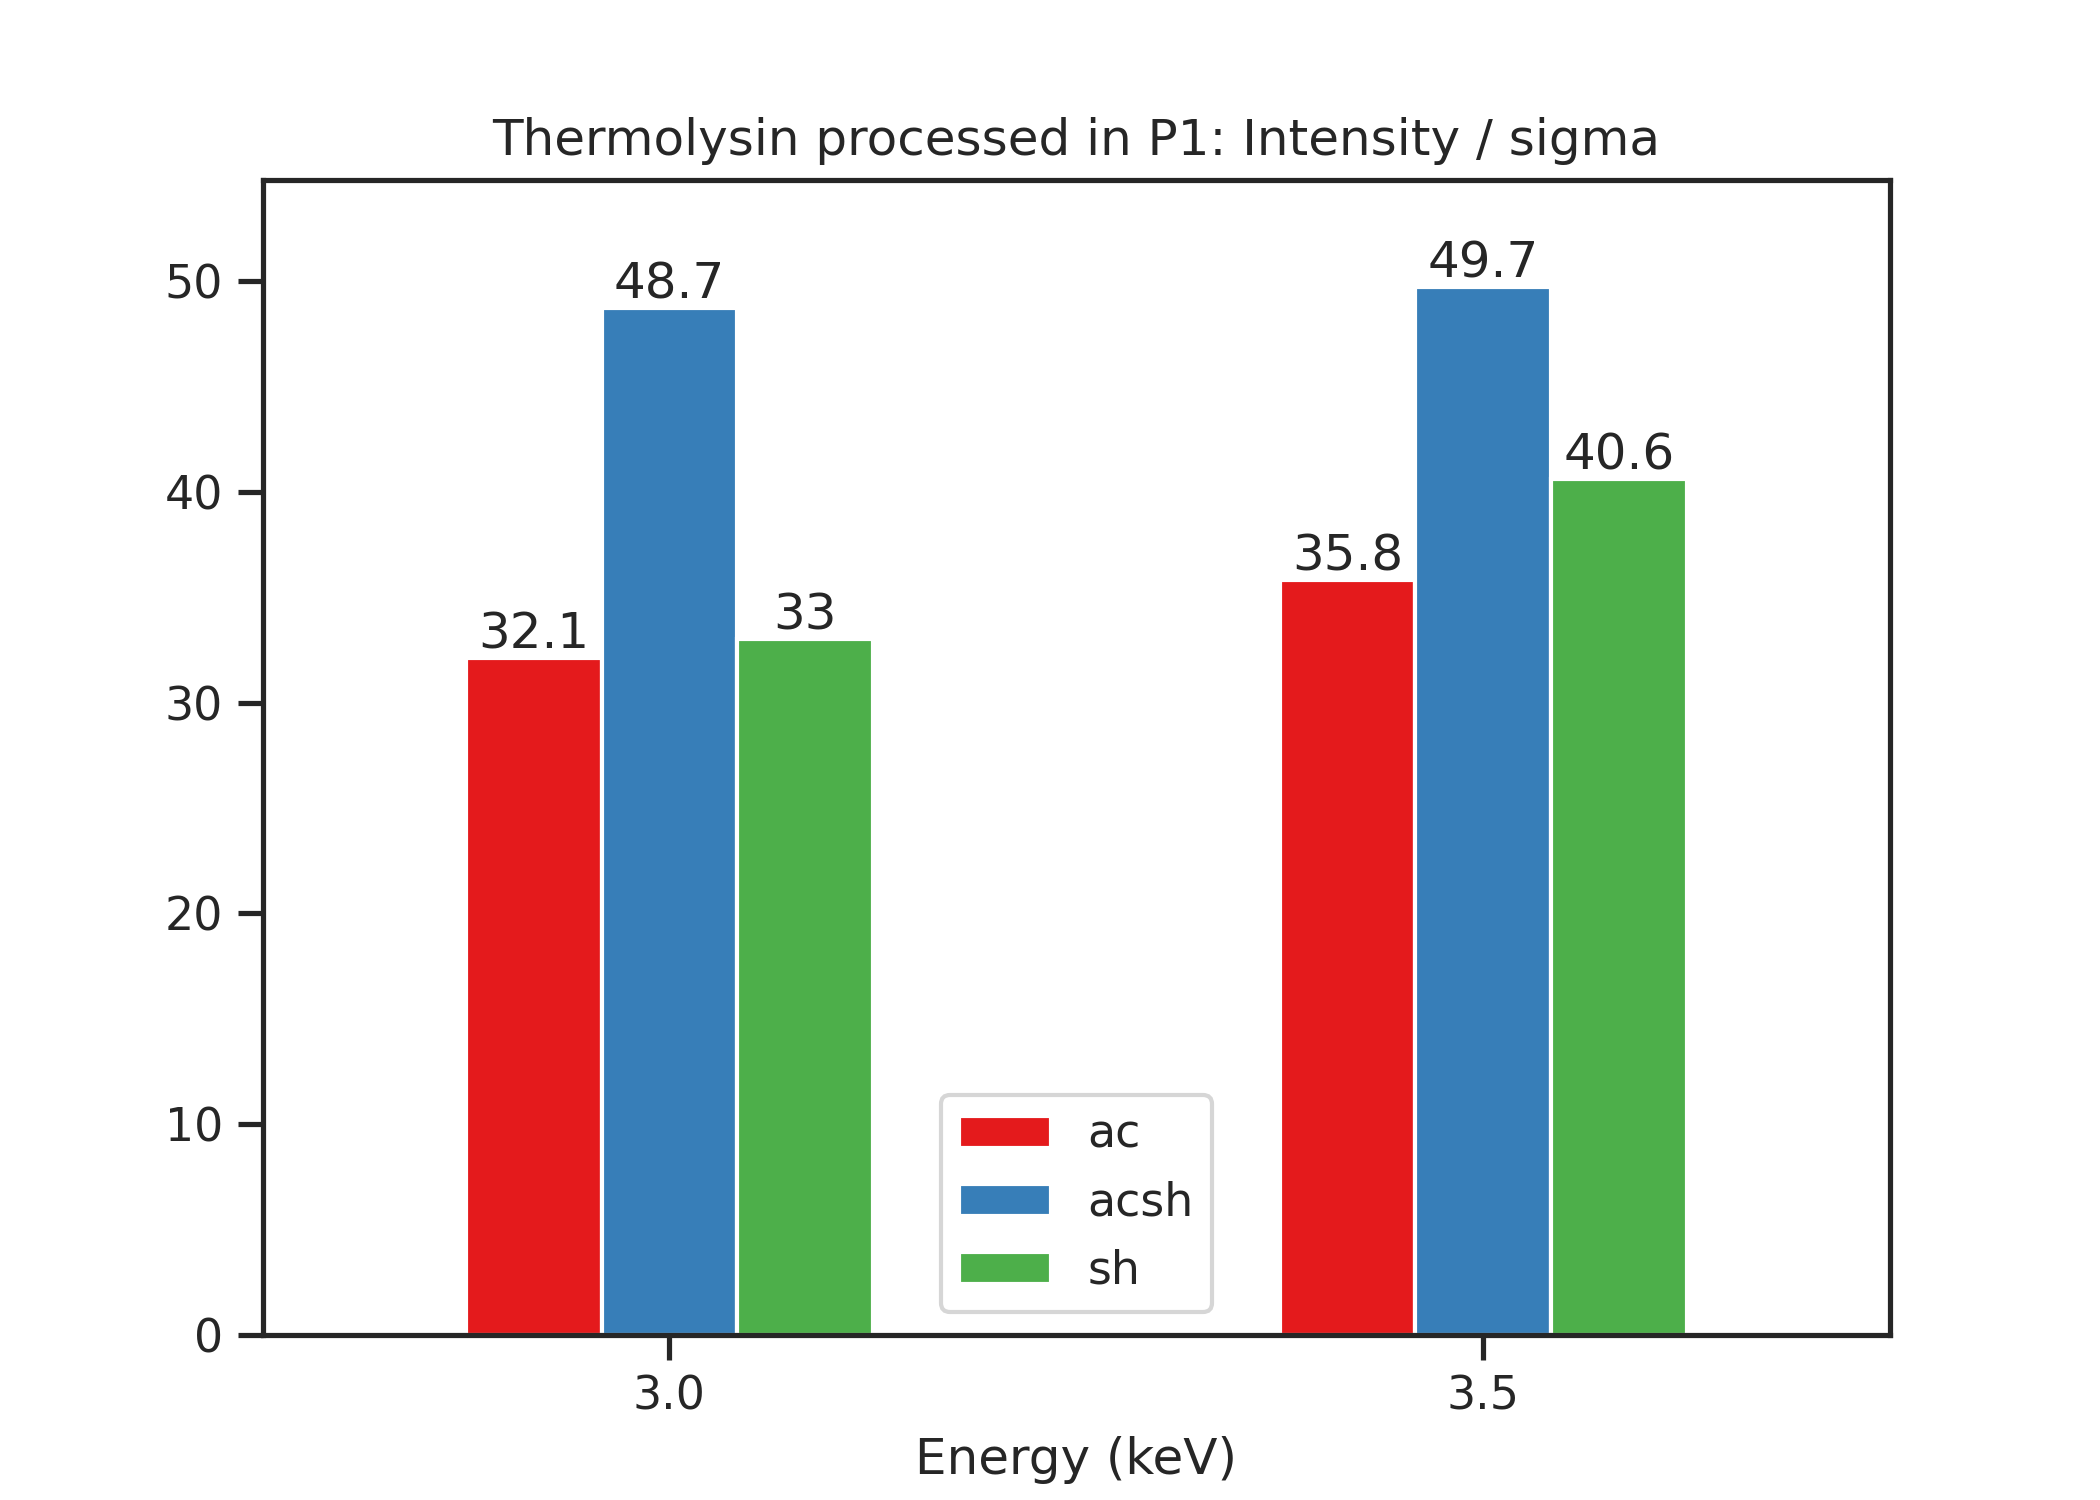 Thermolysin processed in P1: Intensity / sigma
50
40
30
20
10
0
48.7
49.7
40.6
35.8
33
32.1
ac
acsh
sh
3.0
3.5
Energy (keV)